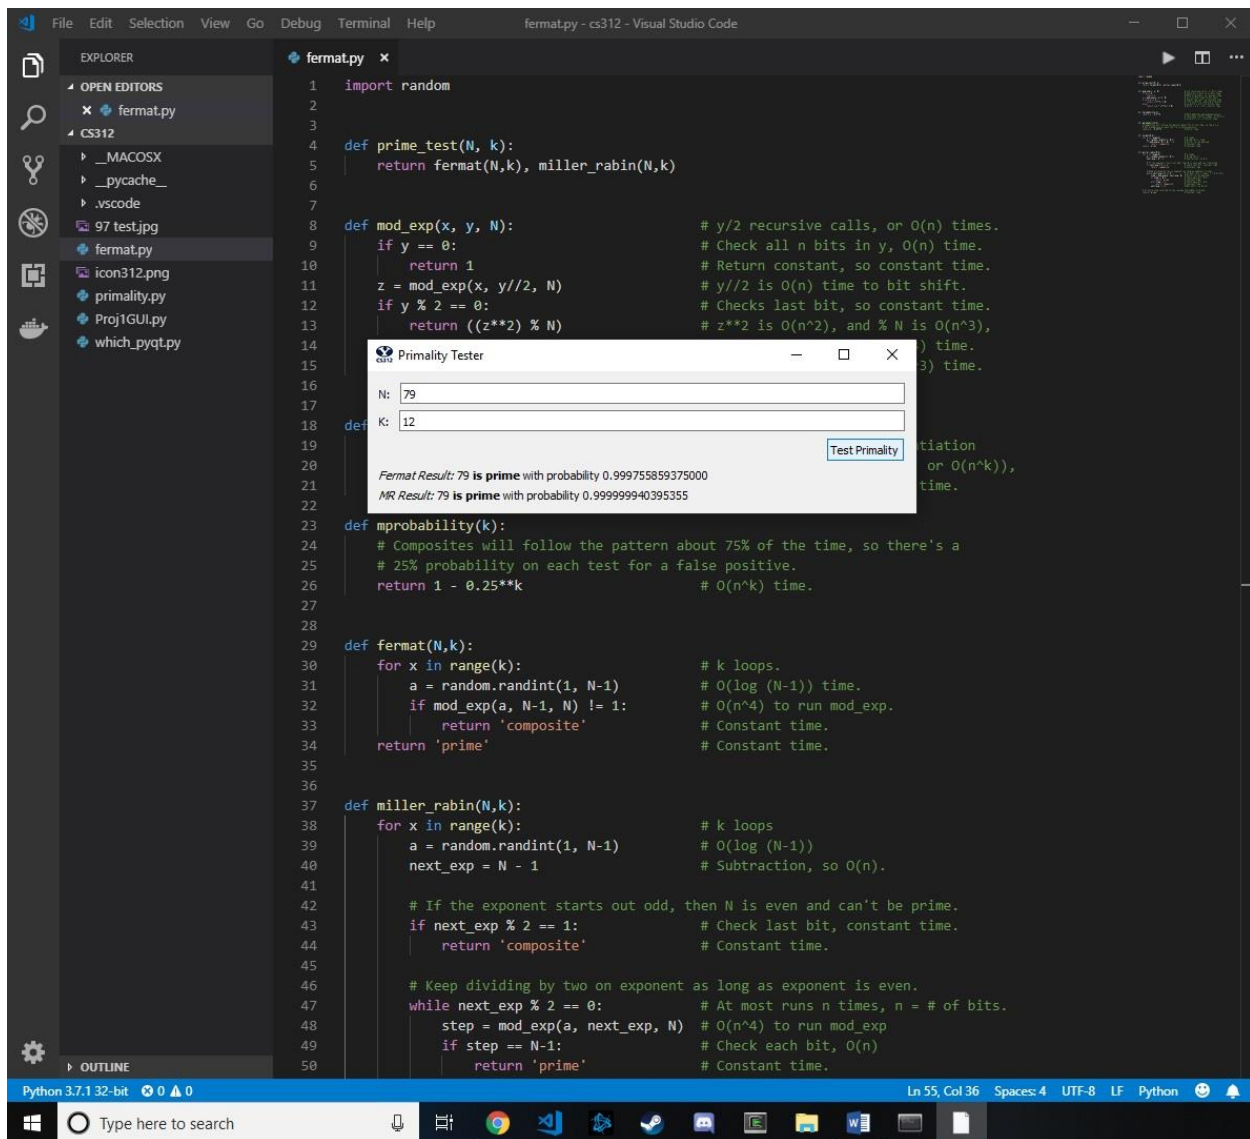 File Edit Selection View Go Debug Terminal Help fermat.py - cs312 - Visual Studio Code
EXPLORER
OPEN EDITORS
fermat.py
CS312
__MACOSX
__pycache__
.vscode
97 test.jpg
fermat.py
icon312.png
primality.py
Proj1GUI.py
which_pyqt.py
OUTLINE
fermat.py
1 import random
2
3
4 def prime_test(N, k):
5 return fermat(N,k), miller_rabin(N,k)
6
7
8 def mod_exp(x, y, N): # y/2 recursive calls, or O(n) times.
9 if y == 0: # Check all n bits in y, O(n) time.
10 return 1 # Return constant, so constant time.
11 z = mod_exp(x, y//2, N) # y//2 is O(n) time to bit shift.
12 if y % 2 == 0: # Checks last bit, so constant time.
13 return ((z**2) % N) # z**2 is O(n^2), and % N is O(n^3),
14 ) time.
15 3) time.
16
17
18 def
19 tiation
20 or O(n^k)),
21 time.
22
23 def mprobability(k):
24 # Composites will follow the pattern about 75% of the time, so there's a
25 # 25% probability on each test for a false positive.
26 return 1 - 0.25**k # O(n^k) time.
27
28
29 def fermat(N,k):
30 for x in range(k): # k loops.
31 a = random.randint(1, N-1) # O(log (N-1)) time.
32 if mod_exp(a, N-1, N) != 1: # O(n^4) to run mod_exp.
33 return 'composite' # Constant time.
34 return 'prime' # Constant time.
35
36
37 def miller_rabin(N,k):
38 for x in range(k): # k loops
39 a = random.randint(1, N-1) # O(log (N-1))
40 next_exp = N - 1 # Subtraction, so O(n).
41
42 # If the exponent starts out odd, then N is even and can't be prime.
43 if next_exp % 2 == 1: # Check last bit, constant time.
44 return 'composite' # Constant time.
45
46 # Keep dividing by two on exponent as long as exponent is even.
47 while next_exp % 2 == 0: # At most runs n times, n = # of bits.
48 step = mod_exp(a, next_exp, N) # O(n^4) to run mod_exp
49 if step == N-1: # Check each bit, O(n)
50 return 'prime' # Constant time.
CS312 Primality Tester
N: 79
K: 12
Test Primality
Fermat Result: 79 is prime with probability 0.999755859375000
MR Result: 79 is prime with probability 0.999999940395355
Python 3.7.1 32-bit 0 0 Ln 55, Col 36 Spaces: 4 UTF-8 LF Python
Type here to search